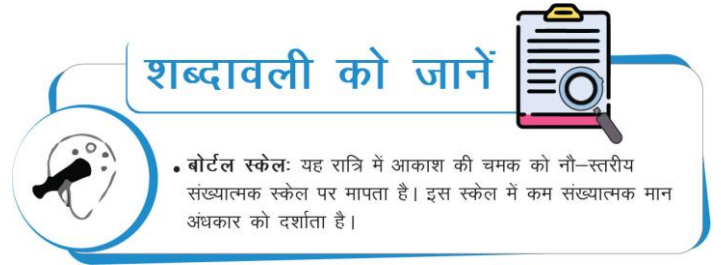 शब्दावली को जानें
• बोर्टल स्केलः यह रात्रि में आकाश की चमक को नौ–स्तरीय
संख्यात्मक स्केल पर मापता है। इस स्केल में कम संख्यात्मक मान
अंधकार को दर्शाता है।